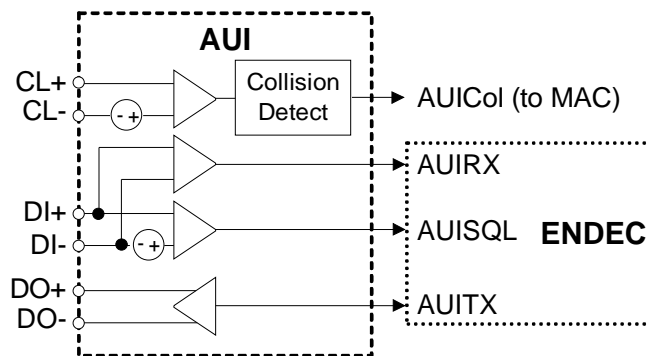 AUI
CL+
CL-
- +
Collision
Detect
AUICol (to MAC)
AUIRX
DI+
DI-
- +
AUISQL
ENDEC
DO+
DO-
AUITX